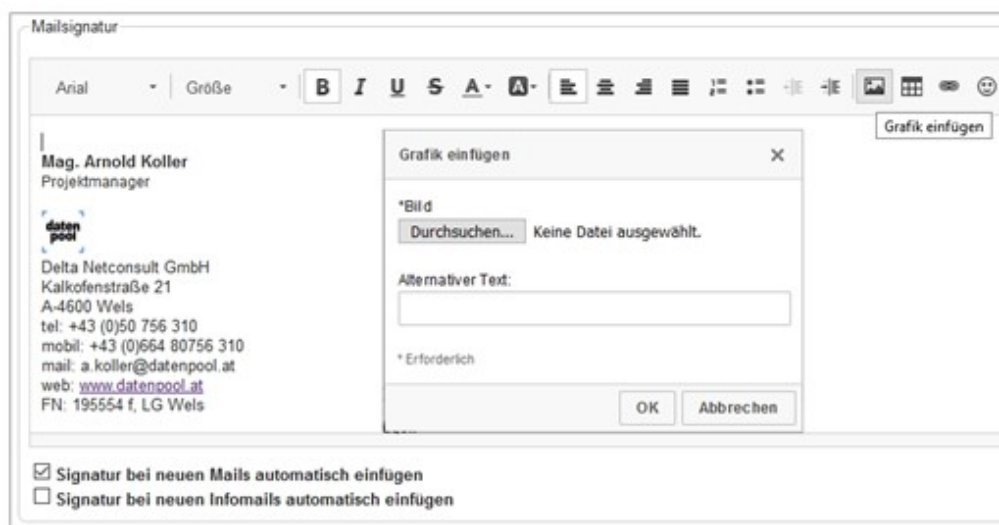 Mailsignatur
Arial Größe B I U S A A
Grafik einfügen
Mag. Arnold Koller
Projektmanager
daten
pool
Delta Netconsult GmbH
Kalkofenstraße 21
A-4600 Wels
tel: +43 (0)50 756 310
mobil: +43 (0)664 80756 310
mail: a.koller@datenpool.at
web: www.datenpool.at
FN: 195554 f, LG Wels
Grafik einfügen
*Bild
Durchsuchen... Keine Datei ausgewählt.
Alternativer Text:
* Erforderlich
OK Abbrechen
Signatur bei neuen Mails automatisch einfügen
Signatur bei neuen Infomails automatisch einfügen